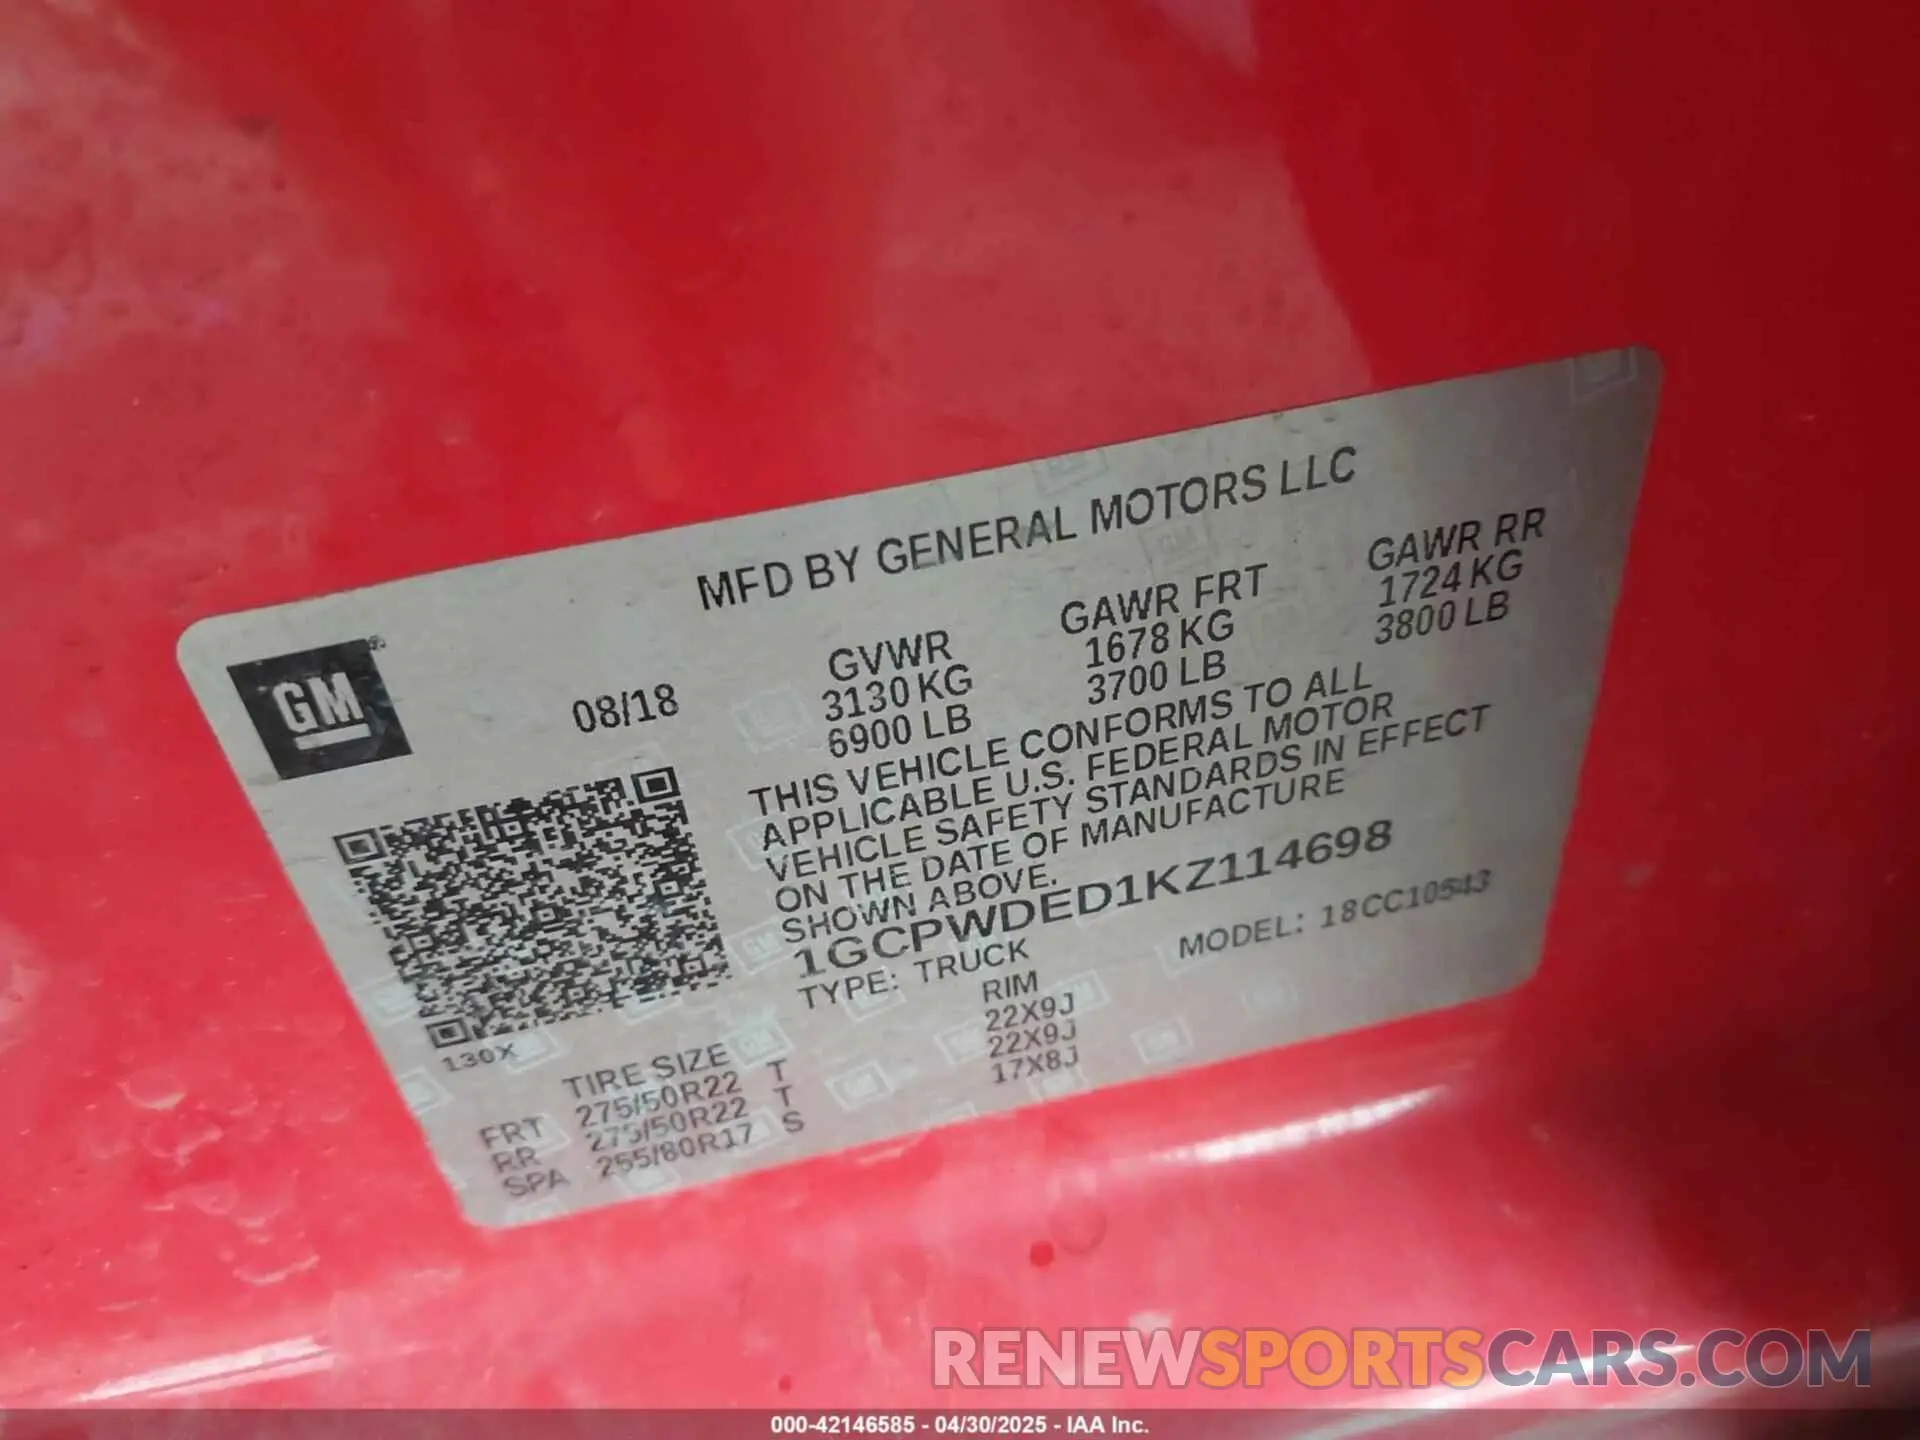 MFD BY GENERAL MOTORS LLC
GM
08/18
GVWR GAWR FRT GAWR RR
3130 KG 1678 KG 1724 KG
6900 LB 3700 LB 3800 LB
THIS VEHICLE CONFORMS TO ALL
APPLICABLE U.S. FEDERAL MOTOR
VEHICLE SAFETY STANDARDS IN EFFECT
ON THE DATE OF MANUFACTURE
SHOWN ABOVE.
1GCPWDED1KZ114698
TYPE: TRUCK MODEL: 18CC10543
130X
TIRE SIZE RIM
FRT 275/50R22 T 22X9J
RR 275/50R22 T 22X9J
SPA 255/80R17 S 17X8J
RENEWSPORTSCARS.COM
000-42146585 - 04/30/2025 - IAA Inc.